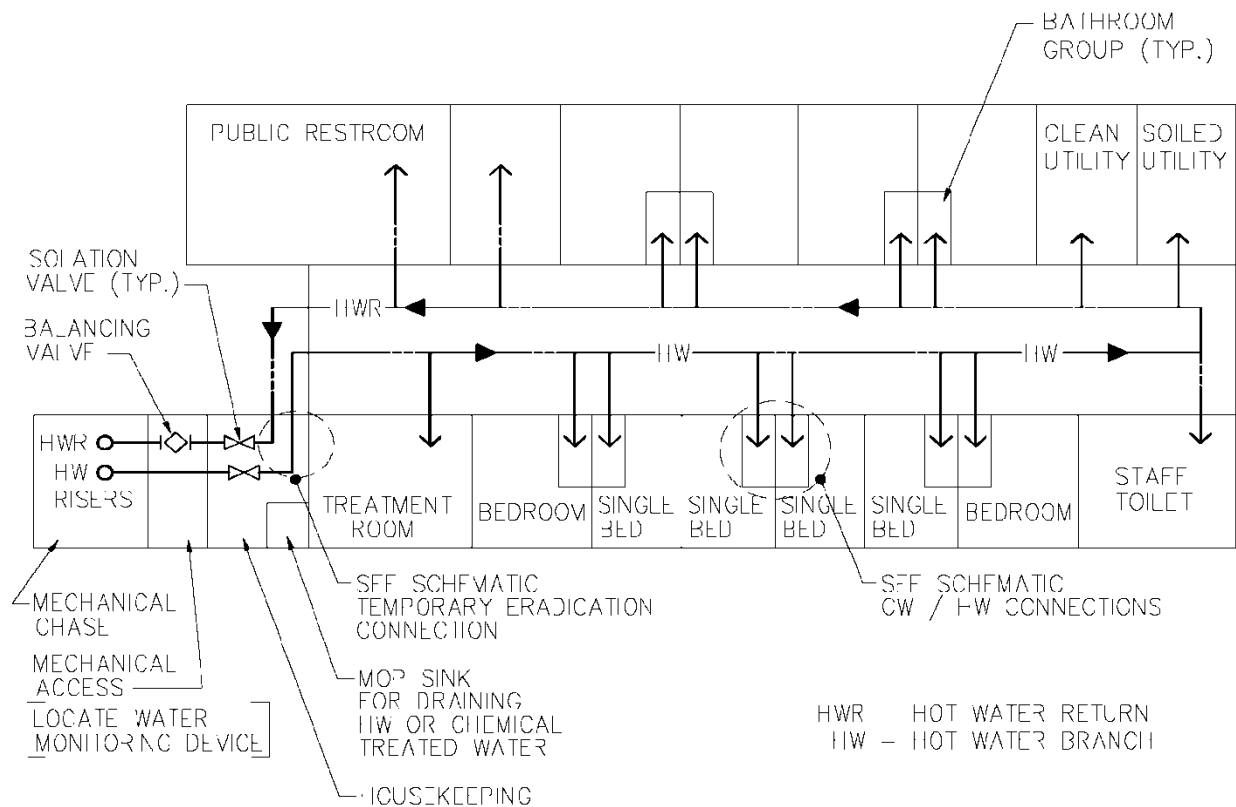 BATHROOM
GROUP (TYP.)
PUBLIC RESTROOM
CLEAN
UTILITY
SOILED
UTILITY
ISOLATION
VALVE (TYP.)
BALANCING
VALVE
HWR
HW
HW
HWR
HW
RISERS
TREATMENT
ROOM
BEDROOM
SINGLE
BED
SINGLE
BED
SINGLE
BED
SINGLE
BED
BEDROOM
STAFF
TOILET
MECHANICAL
CHASE
SEE SCHEMATIC
TEMPORARY ERADICATION
CONNECTION
SEE SCHEMATIC
CW / HW CONNECTIONS
MECHANICAL
ACCESS
LOCATE WATER
MONITORING DEVICE
MOP SINK
FOR DRAINING
HW OR CHEMICAL
TREATED WATER
HOUSEKEEPING
HWR – HOT WATER RETURN
HW – HOT WATER BRANCH